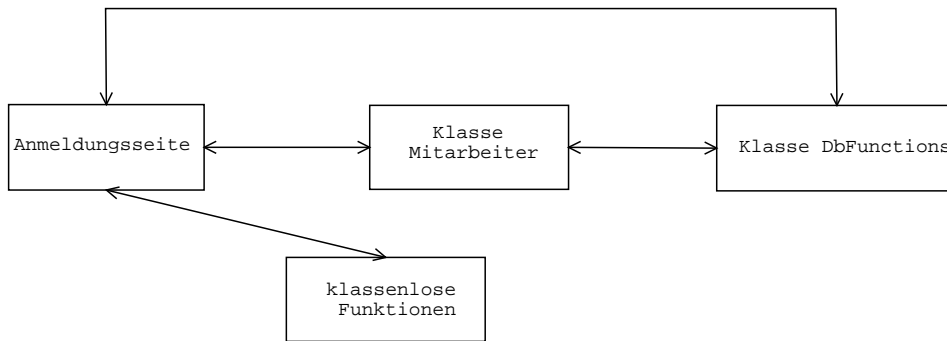 Anmeldungsseite
Klasse
Mitarbeiter
Klasse DbFunctions
klassenlose
Funktionen